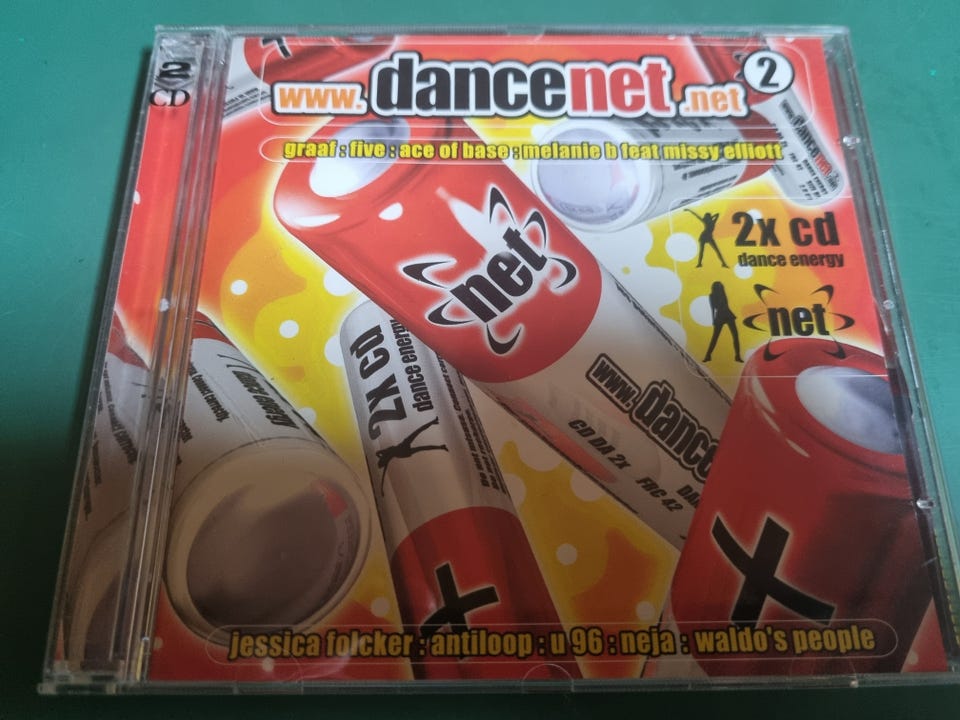 2
CD
www.dancenet.net 2
graaf : five : ace of base : melanie b feat missy elliott
2x cd
dance energy
net
net
2x cd
dance energy
www.danc
CD DA 2x
FRC 42
jessica folcker : antiloop : u 96 : neja : waldo's people